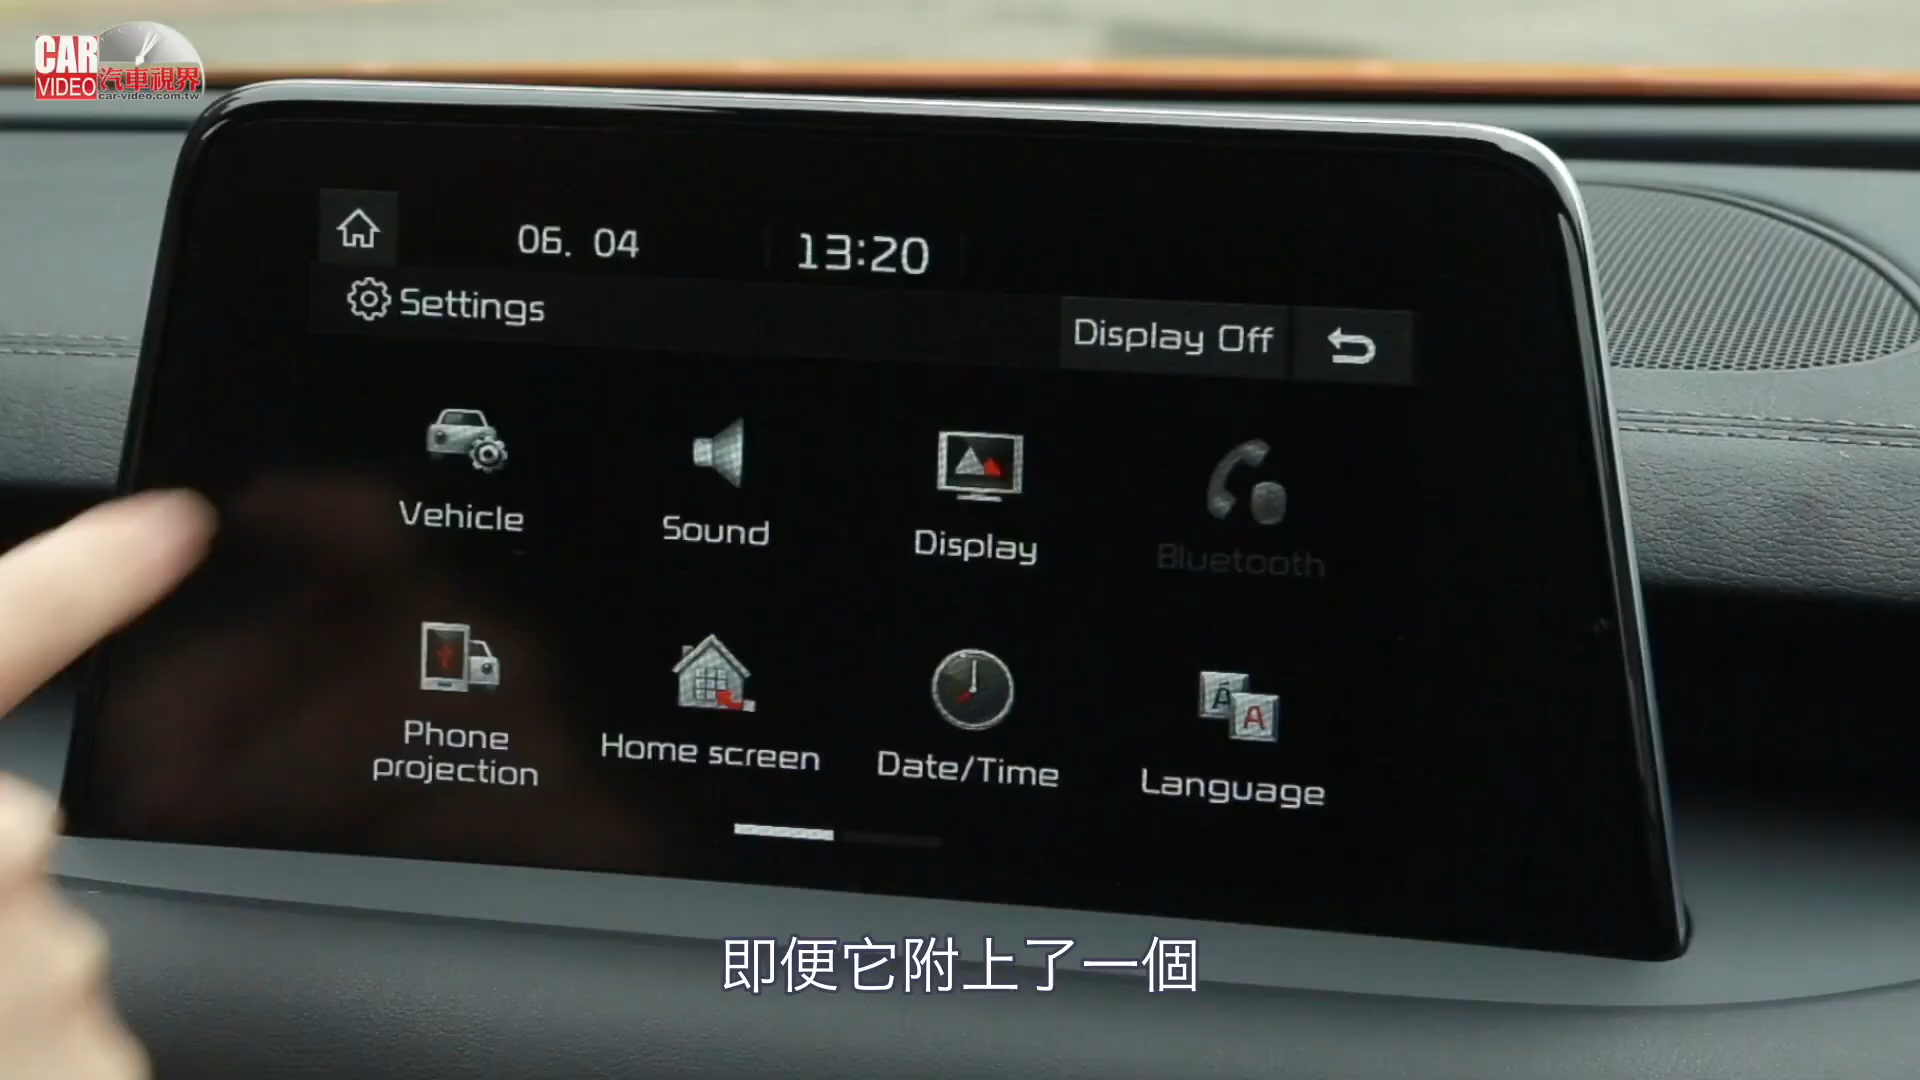 CAR
VIDEO 汽車視界
car-video.com.tw
06. 04
13:20
Settings
Display Off
Vehicle
Sound
Display
Bluetooth
Phone
projection
Home screen
Date/Time
Language
即便它附上了一個